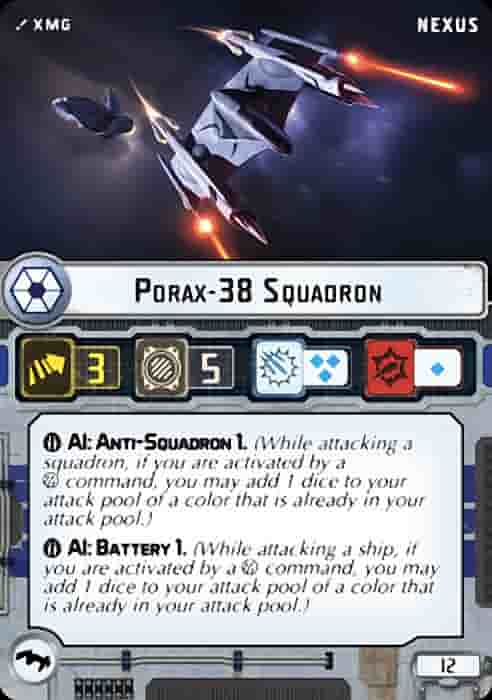 XMG
NEXUS
Porax-38 Squadron
3
5
AI: Anti-Squadron 1. (While attacking a
squadron, if you are activated by a
command, you may add 1 dice to your
attack pool of a color that is already in your
attack pool.)
AI: Battery 1. (While attacking a ship, if
you are activated by a command, you may
add 1 dice to your attack pool of a color that
is already in your attack pool.)
12